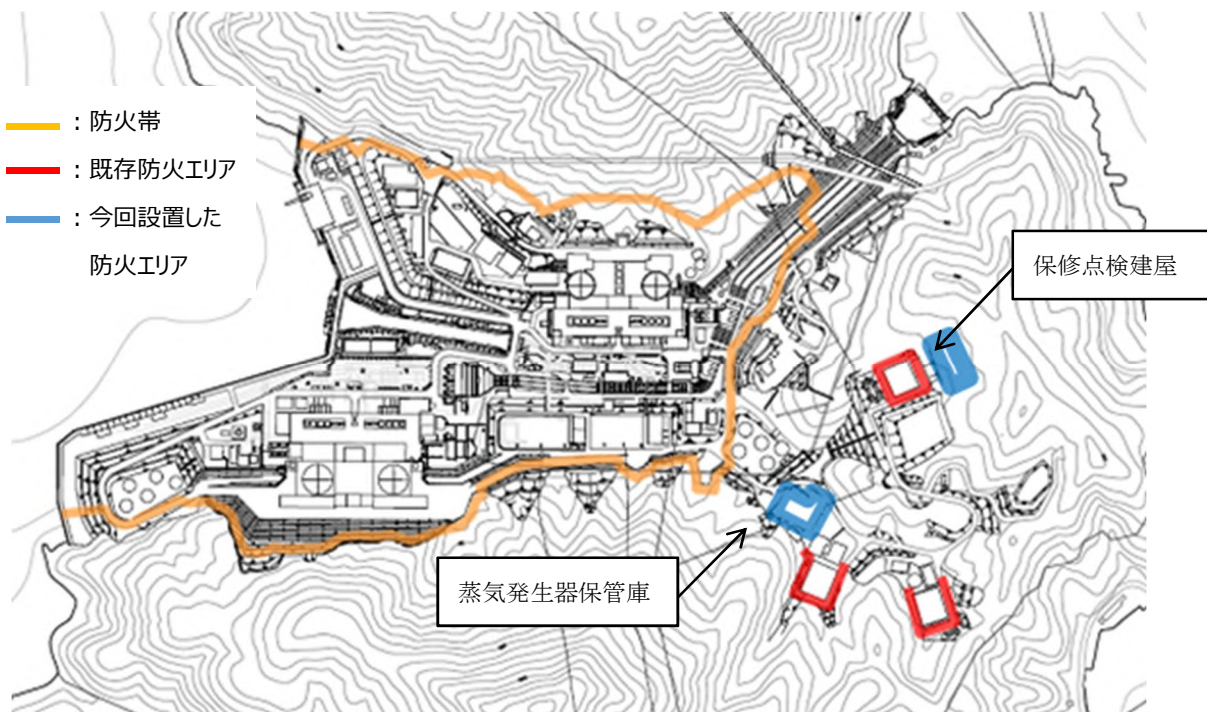 ：防火帯
：既存防火エリア
：今回設置した
防火エリア
保修点検建屋
蒸気発生器保管庫